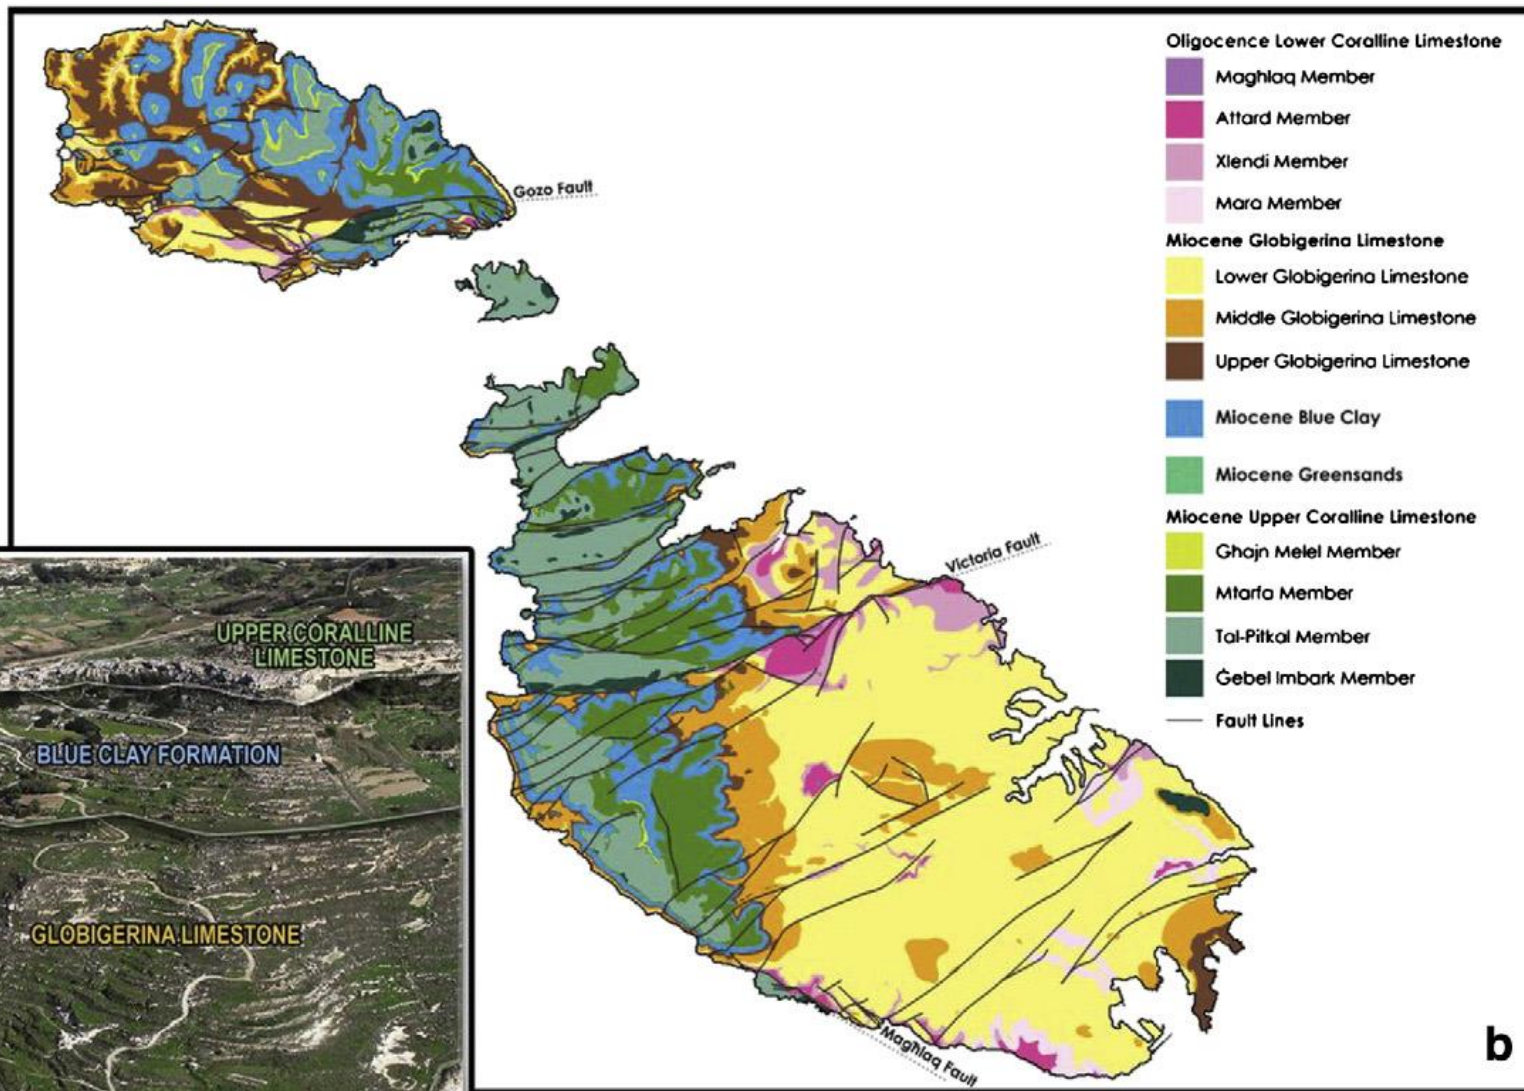 Oligocence Lower Coralline Limestone
Maghlaq Member
Attard Member
Xlendi Member
Mara Member
Miocene Globigerina Limestone
Lower Globigerina Limestone
Middle Globigerina Limestone
Upper Globigerina Limestone
Miocene Blue Clay
Miocene Greensands
Miocene Upper Coralline Limestone
Ghajn Melel Member
Mtarfa Member
Tal-Pitkal Member
Gebel Imbark Member
Fault Lines
Gozo Fault
Victoria Fault
Maghlaq Fault
UPPER CORALLINE
LIMESTONE
BLUE CLAY FORMATION
GLOBIGERINA LIMESTONE
b